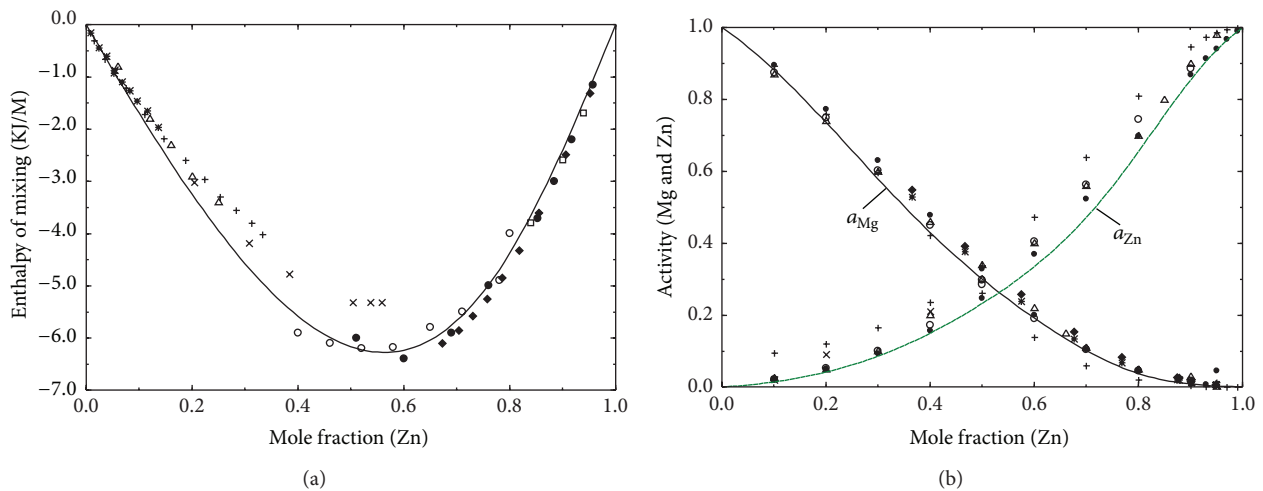 0.0
−1.0
−2.0
−3.0
−4.0
−5.0
−6.0
−7.0
Enthalpy of mixing (KJ/M)
0.0 0.2 0.4 0.6 0.8 1.0
Mole fraction (Zn)
(a)
1.0
0.8
0.6
0.4
0.2
0.0
Activity (Mg and Zn)
aMg
aZn
0.0 0.2 0.4 0.6 0.8 1.0
Mole fraction (Zn)
(b)